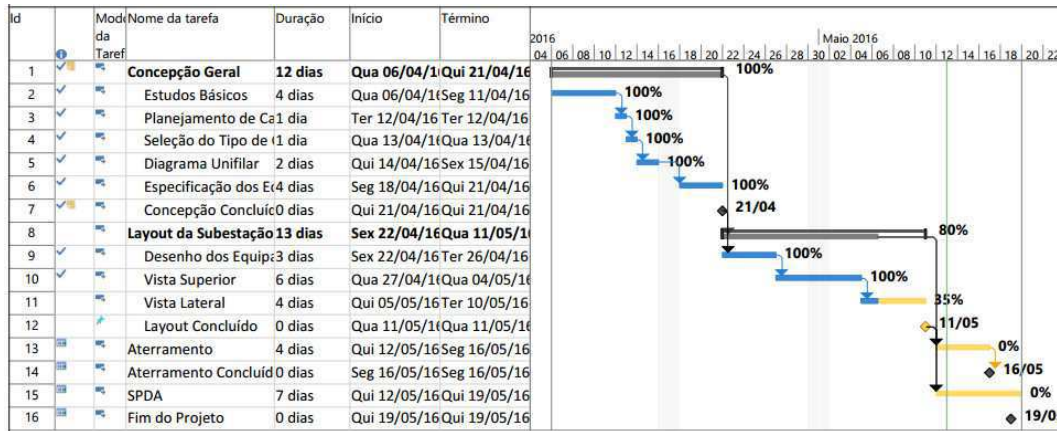 Id Modo Nome da tarefa Duração Início Término
da
Taref
2016 Maio 2016
04 06 08 10 12 14 16 18 20 22 24 26 28 30 02 04 06 08 10 12 14 16 18 20 22
1 Concepção Geral 12 dias Qua 06/04/1 Qui 21/04/16 100%
2 Estudos Básicos 4 dias Qua 06/04/16 Seg 11/04/16 100%
3 Planejamento de Ca 1 dia Ter 12/04/16 Ter 12/04/16 100%
4 Seleção do Tipo de 1 dia Qua 13/04/16 Qua 13/04/16 100%
5 Diagrama Unifilar 2 dias Qui 14/04/16 Sex 15/04/16 100%
6 Especificação dos Eq 4 dias Seg 18/04/16 Qui 21/04/16 100%
7 Concepção Concluíd 0 dias Qui 21/04/16 Qui 21/04/16 21/04
8 Layout da Subestação 13 dias Sex 22/04/16 Qua 11/05/1 80%
9 Desenho dos Equipa 3 dias Sex 22/04/16 Ter 26/04/16 100%
10 Vista Superior 6 dias Qua 27/04/16 Qua 04/05/16 100%
11 Vista Lateral 4 dias Qui 05/05/16 Ter 10/05/16 35%
12 Layout Concluído 0 dias Qua 11/05/16 Qua 11/05/16 11/05
13 Aterramento 4 dias Qui 12/05/16 Seg 16/05/16 0%
14 Aterramento Concluíd 0 dias Seg 16/05/16 Seg 16/05/16 16/05
15 SPDA 7 dias Qui 12/05/16 Qui 19/05/16 0%
16 Fim do Projeto 0 dias Qui 19/05/16 Qui 19/05/16 19/0